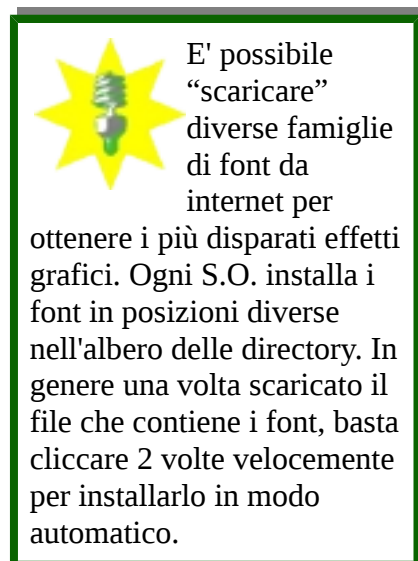 E' possibile
“scaricare”
diverse famiglie
di font da
internet per
ottenere i più disparati effetti
grafici. Ogni S.O. installa i
font in posizioni diverse
nell'albero delle directory. In
genere una volta scaricato il
file che contiene i font, basta
cliccare 2 volte velocemente
per installarlo in modo
automatico.